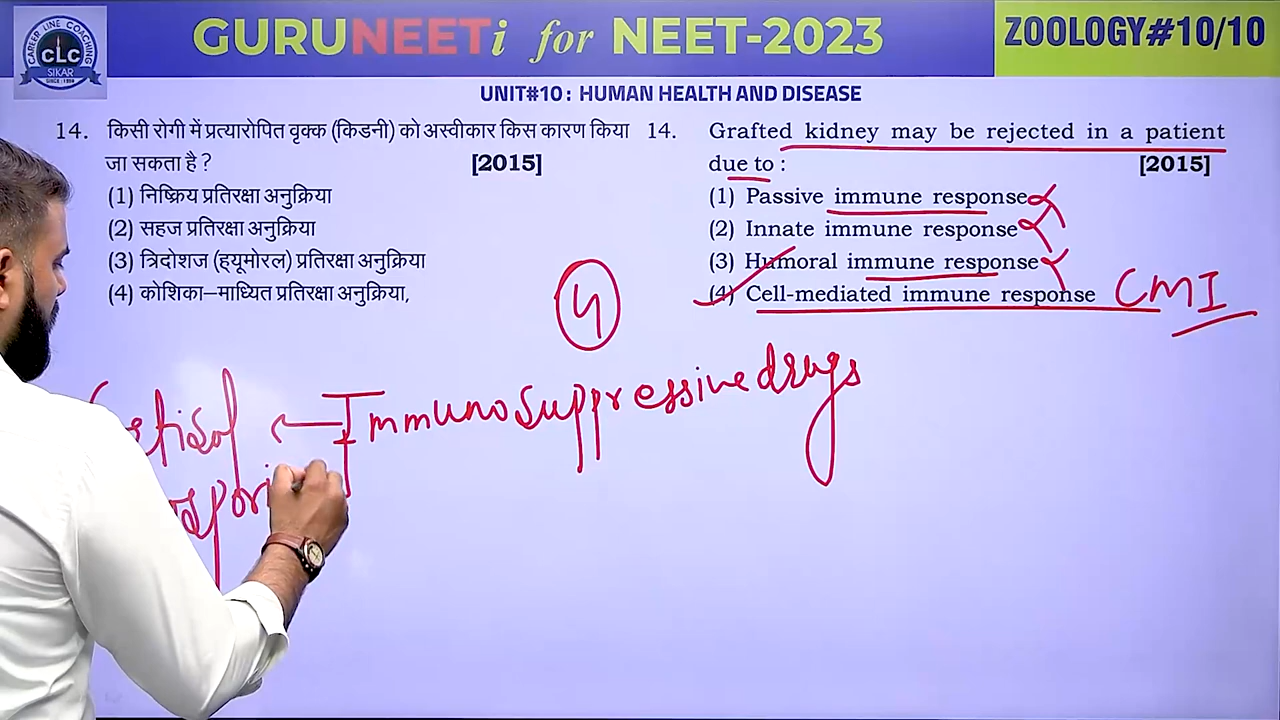 CAREER LINE COACHING
CLC
SIKAR
SINCE : 1996
GURUNEETi for NEET-2023
ZOOLOGY#10/10
UNIT#10 : HUMAN HEALTH AND DISEASE
14. किसी रोगी में प्रत्यारोपित वृक्क (किडनी) को अस्वीकार किस कारण किया
जा सकता है ? [2015]
(1) निष्क्रिय प्रतिरक्षा अनुक्रिया
(2) सहज प्रतिरक्षा अनुक्रिया
(3) त्रिदोशज (ह्यूमोरल) प्रतिरक्षा अनुक्रिया
(4) कोशिका–माध्यित प्रतिरक्षा अनुक्रिया,
14. Grafted kidney may be rejected in a patient
due to : [2015]
(1) Passive immune response
(2) Innate immune response
(3) Humoral immune response
(4) Cell-mediated immune response CMI
4
Immunosuppressive drugs